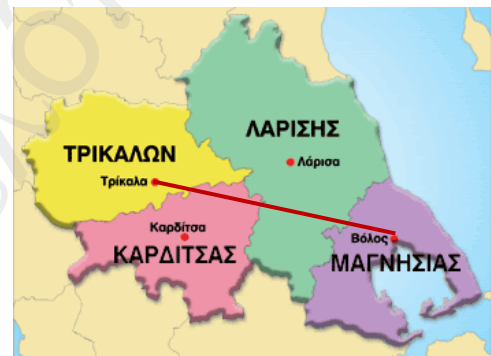 ΛΑΡΙΣΗΣ
ΤΡΙΚΑΛΩΝ
Λάρισα
Τρίκαλα
Καρδίτσα
ΚΑΡΔΙΤΣΑΣ
Βόλος
ΜΑΓΝΗΣΙΑΣ